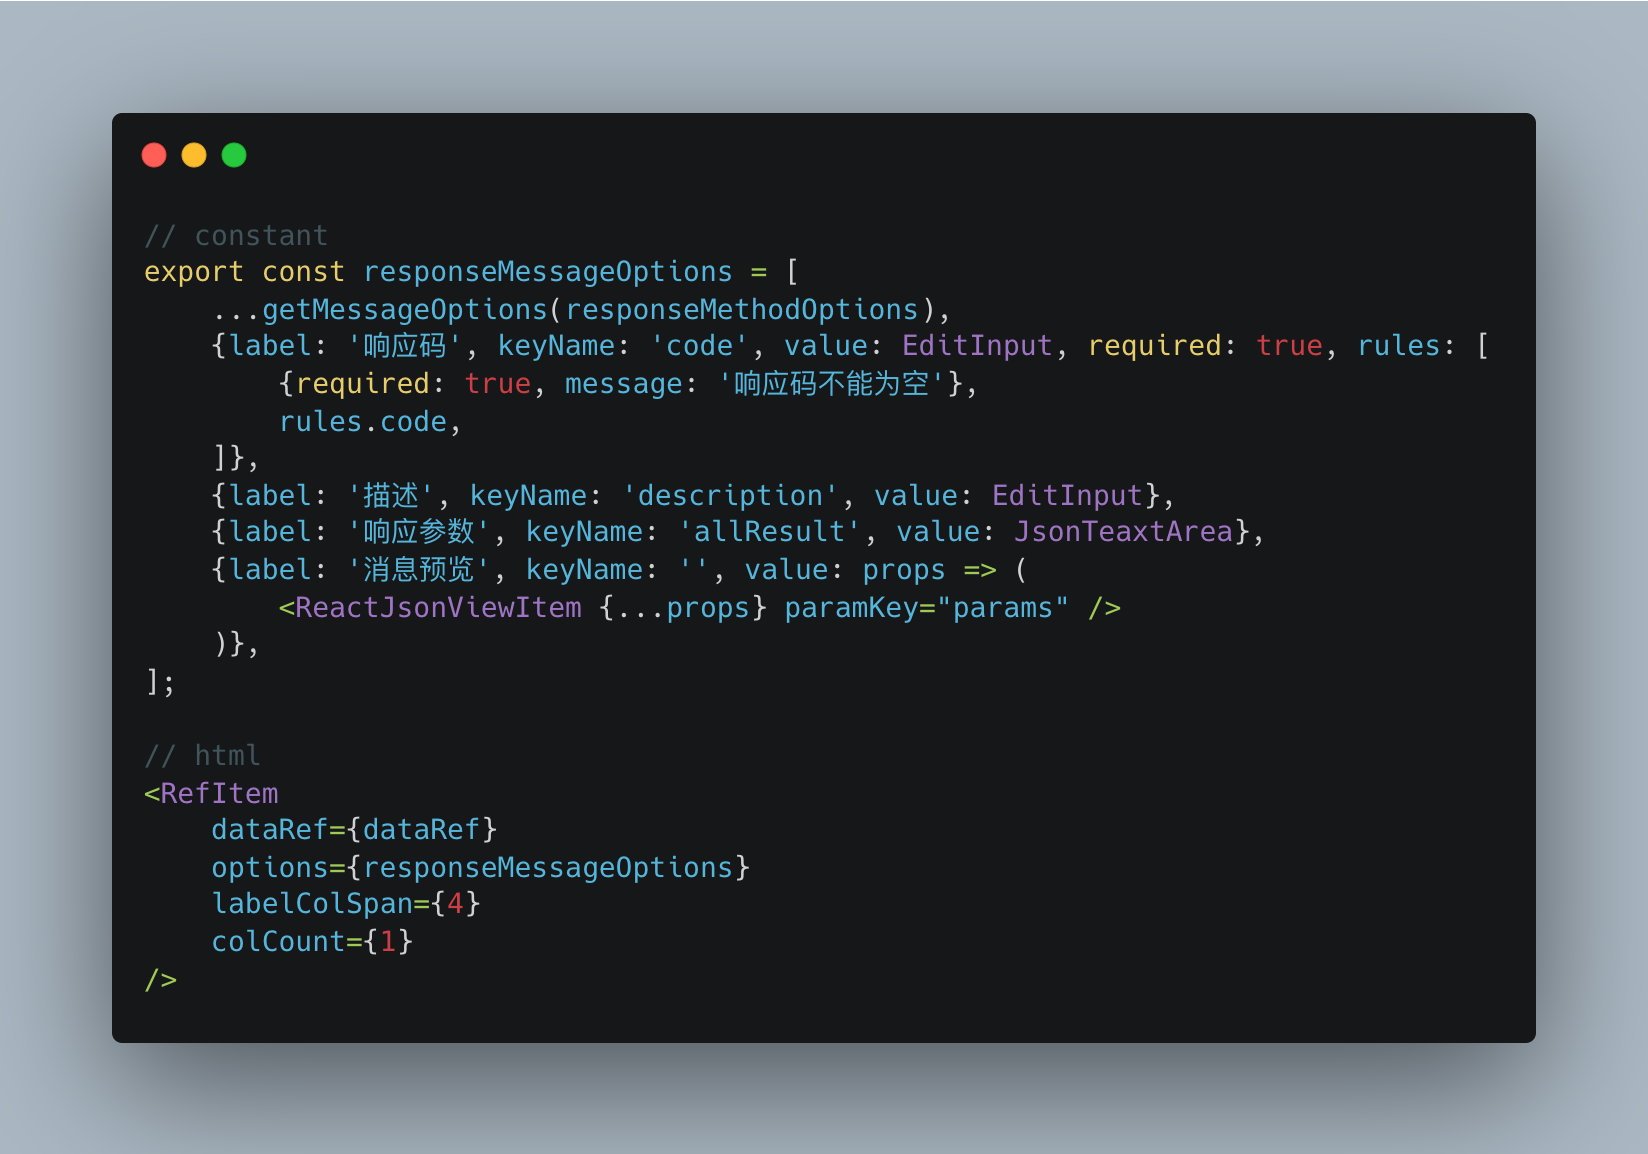 // constant
export const responseMessageOptions = [
    ...getMessageOptions(responseMethodOptions),
    {label: '响应码', keyName: 'code', value: EditInput, required: true, rules: [
        {required: true, message: '响应码不能为空'},
        rules.code,
    ]},
    {label: '描述', keyName: 'description', value: EditInput},
    {label: '响应参数', keyName: 'allResult', value: JsonTeaxtArea},
    {label: '消息预览', keyName: '', value: props => (
        <ReactJsonViewItem {...props} paramKey="params" />
    )},
];
// html
<RefItem
    dataRef={dataRef}
    options={responseMessageOptions}
    labelColSpan={4}
    colCount={1}
/>